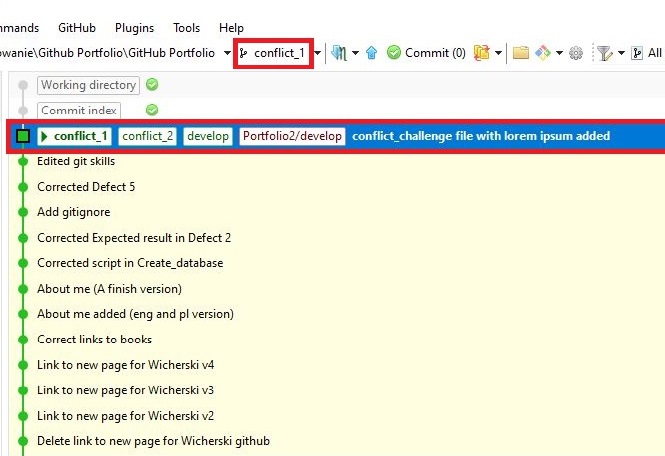 mmands GitHub Plugins Tools Help
owanie\Github Portfolio\GitHub Portfolio conflict_1 Commit (0) All
Working directory
Commit index
conflict_1 conflict_2 develop Portfolio2/develop conflict_challenge file with lorem ipsum added
Edited git skills
Corrected Defect 5
Add gitignore
Corrected Expected result in Defect 2
Corrected script in Create_database
About me (A finish version)
About me added (eng and pl version)
Correct links to books
Link to new page for Wicherski v4
Link to new page for Wicherski v3
Link to new page for Wicherski v2
Delete link to new page for Wicherski github